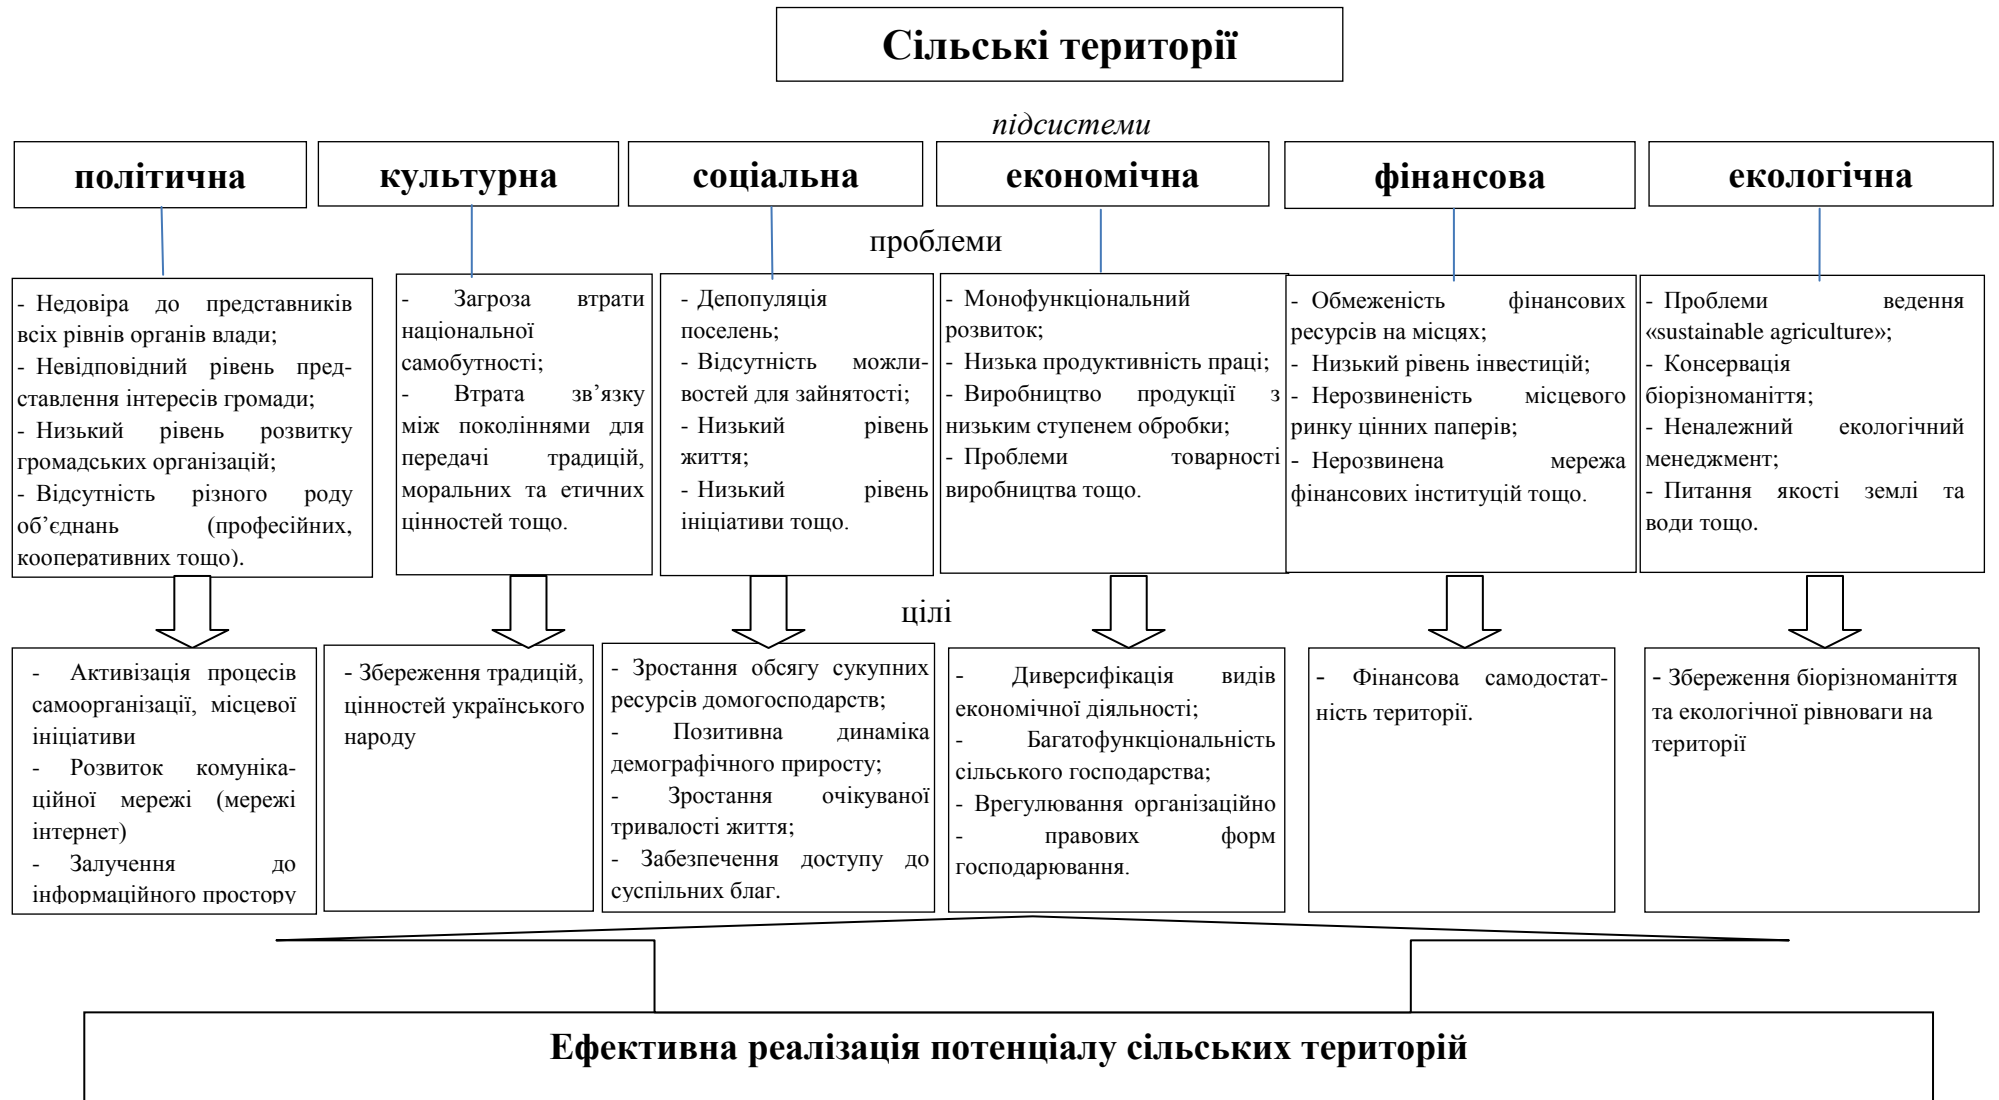 Сільські території
підсистеми
політична
культурна
соціальна
економічна
фінансова
екологічна
проблеми
- Недовіра до представників
всіх рівнів органів влади;
- Невідповідний рівень пред-
ставлення інтересів громади;
- Низький рівень розвитку
громадських організацій;
- Відсутність різного роду
об’єднань (професійних,
кооперативних тощо).
- Загроза втрати
національної
самобутності;
- Втрата зв’язку
між поколіннями для
передачі традицій,
моральних та етичних
цінностей тощо.
- Депопуляція
поселень;
- Відсутність можли-
востей для зайнятості;
- Низький рівень
життя;
- Низький рівень
ініціативи тощо.
- Монофункціональний
розвиток;
- Низька продуктивність праці;
- Виробництво продукції з
низьким ступенем обробки;
- Проблеми товарності
виробництва тощо.
- Обмеженість фінансових
ресурсів на місцях;
- Низький рівень інвестицій;
- Нерозвиненість місцевого
ринку цінних паперів;
- Нерозвинена мережа
фінансових інституцій тощо.
- Проблеми ведення
«sustainable agriculture»;
- Консервація
біорізноманіття;
- Неналежний екологічний
менеджмент;
- Питання якості землі та
води тощо.
цілі
- Активізація процесів
самоорганізації, місцевої
ініціативи
- Розвиток комуніка-
ційної мережі (мережі
інтернет)
- Залучення до
інформаційного простору
- Збереження традицій,
цінностей українського
народу
- Зростання обсягу сукупних
ресурсів домогосподарств;
- Позитивна динаміка
демографічного приросту;
- Зростання очікуваної
тривалості життя;
- Забезпечення доступу до
суспільних благ.
- Диверсифікація видів
економічної діяльності;
- Багатофункціональність
сільського господарства;
- Врегулювання організаційно
- правових форм
господарювання.
- Фінансова самодостат-
ність території.
- Збереження біорізноманіття
та екологічної рівноваги на
території
Ефективна реалізація потенціалу сільських територій